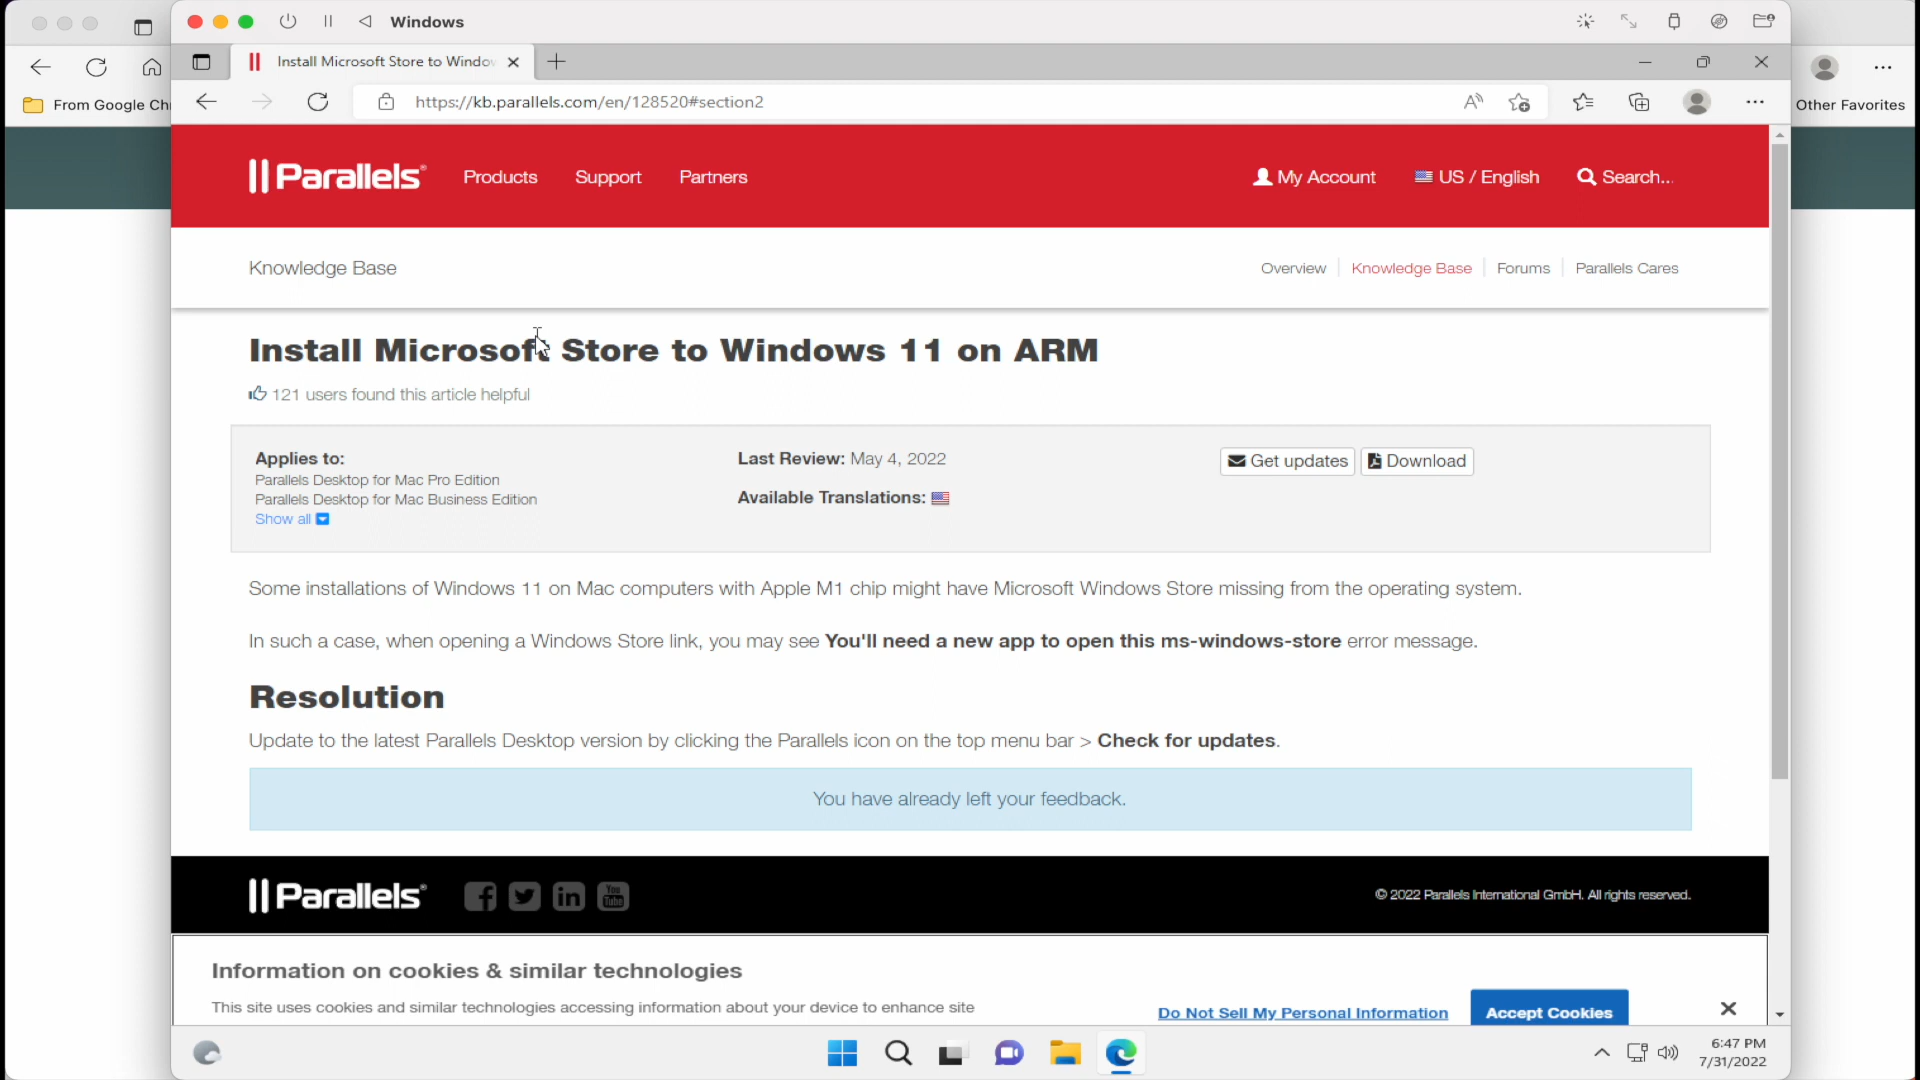 Windows
Install Microsoft Store to Window
From Google Ch
https://kb.parallels.com/en/128520#section2
Other Favorites
Parallels® Products Support Partners My Account US / English Search...
Knowledge Base Overview Knowledge Base Forums Parallels Cares
Install Microsoft Store to Windows 11 on ARM
121 users found this article helpful
Applies to: Last Review: May 4, 2022 Get updates Download
Parallels Desktop for Mac Pro Edition
Parallels Desktop for Mac Business Edition Available Translations:
Show all
Some installations of Windows 11 on Mac computers with Apple M1 chip might have Microsoft Windows Store missing from the operating system.
In such a case, when opening a Windows Store link, you may see You'll need a new app to open this ms-windows-store error message.
Resolution
Update to the latest Parallels Desktop version by clicking the Parallels icon on the top menu bar > Check for updates.
You have already left your feedback.
Parallels® You Tube © 2022 Parallels International GmbH. All rights reserved.
Information on cookies & similar technologies
This site uses cookies and similar technologies accessing information about your device to enhance site
Do Not Sell My Personal Information Accept Cookies
6:47 PM
7/31/2022